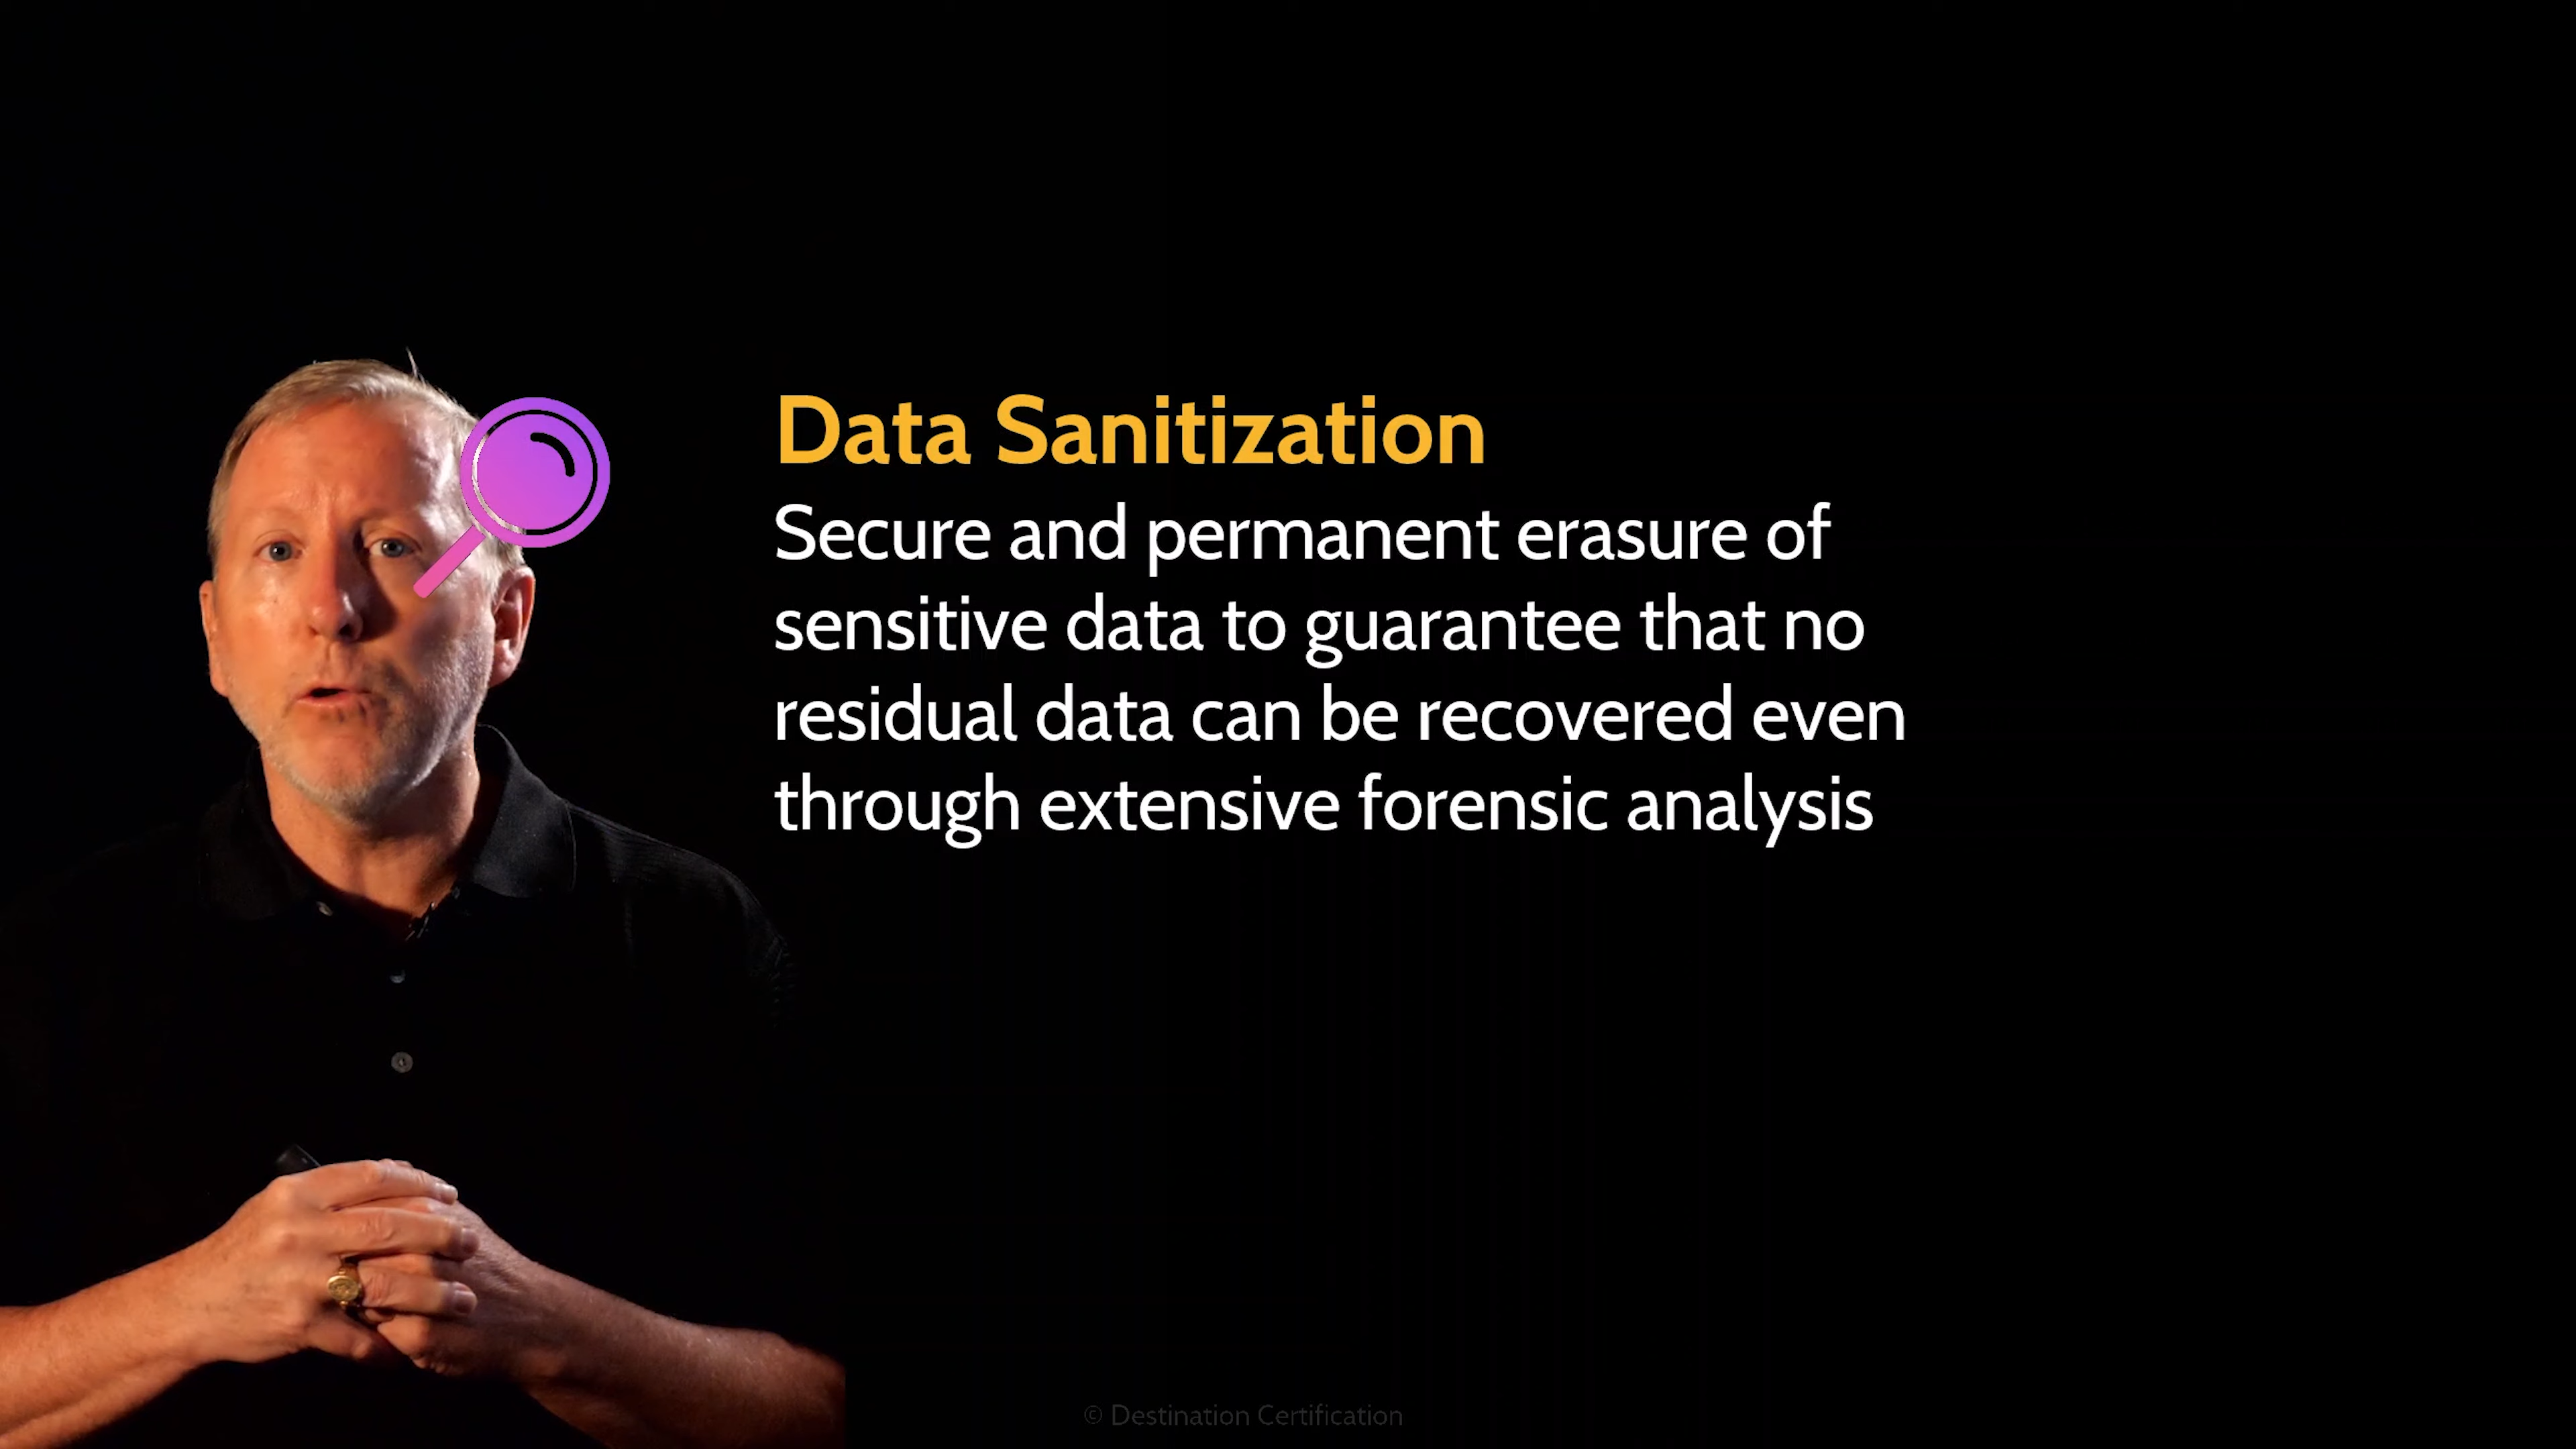 Data Sanitization
Secure and permanent erasure of
sensitive data to guarantee that no
residual data can be recovered even
through extensive forensic analysis
© Destination Certification